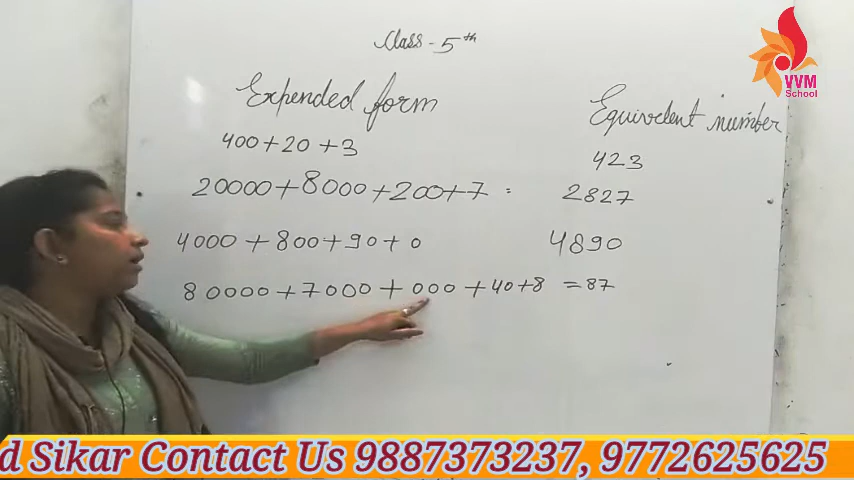 Class - 5th
VVM
School
Expended form
Equivelent number
400+20+3
423
20000+8000+200+7 =
2827
4000+800+90+0
4890
80000+7000+000+40+8 =87
d Sikar Contact Us 9887373237, 9772625625